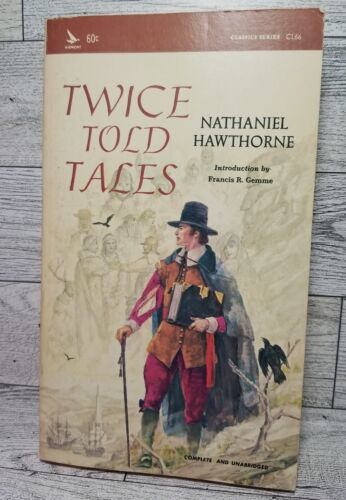 AIRMONT
60¢
CLASSICS SERIES CL66
TWICE
TOLD
TALES
NATHANIEL
HAWTHORNE
Introduction by
Francis R. Gemme
COMPLETE AND UNABRIDGED